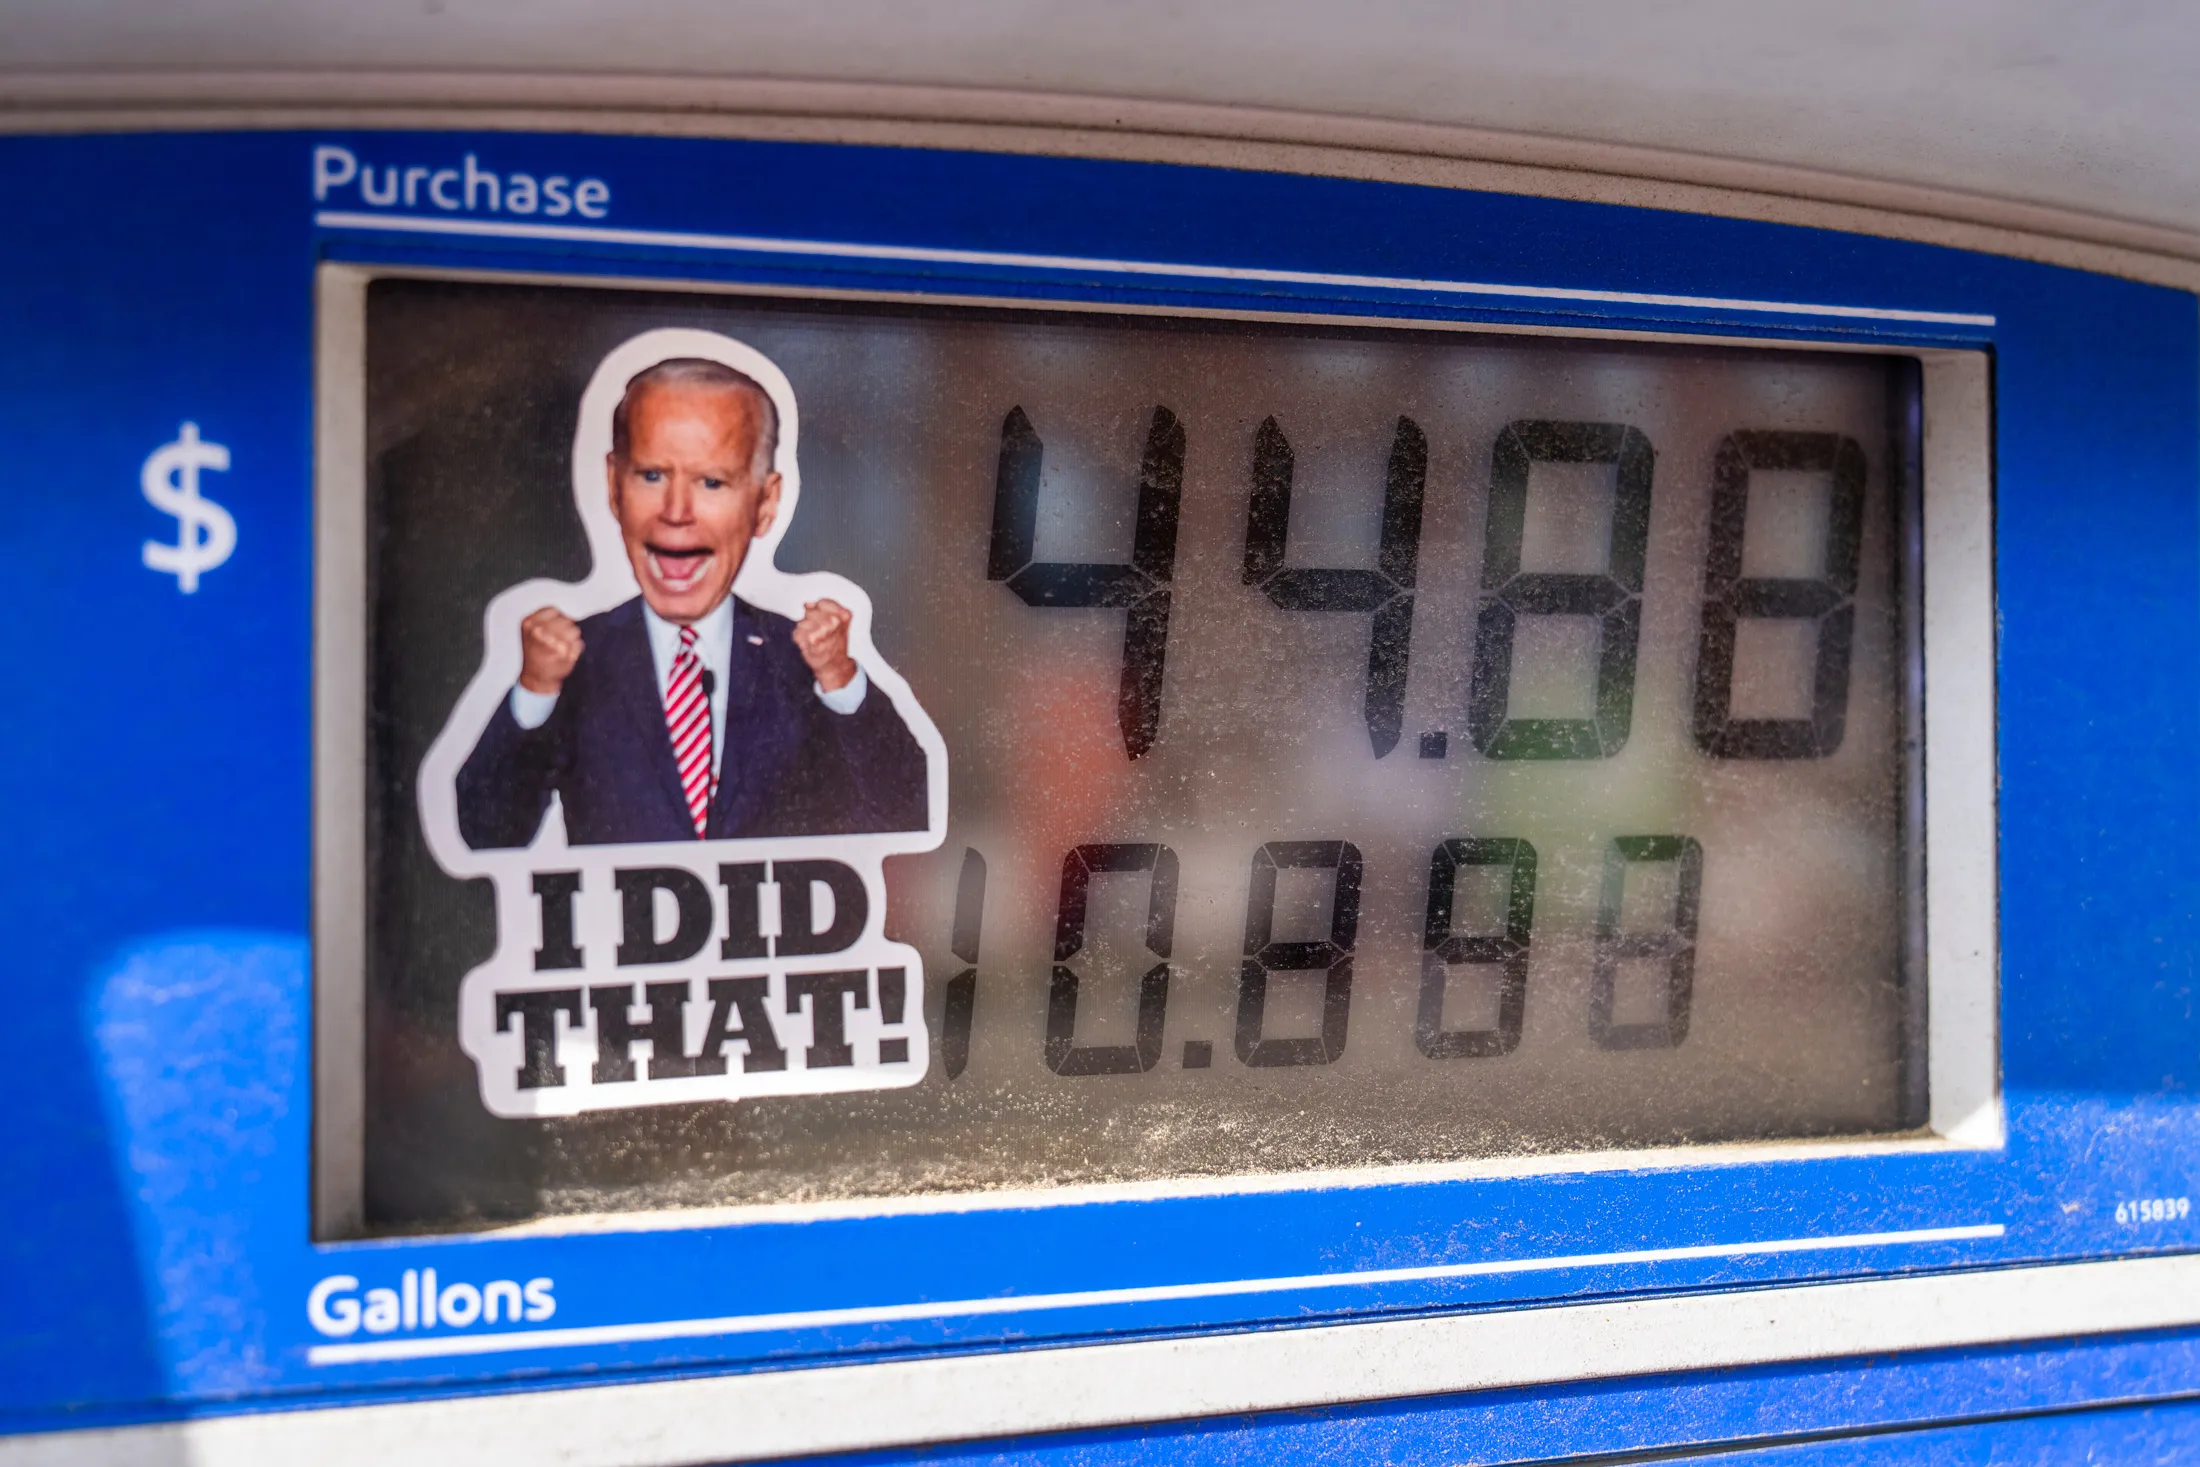 Purchase
$
44.88
10.888
I DID
THAT!
615839
Gallons